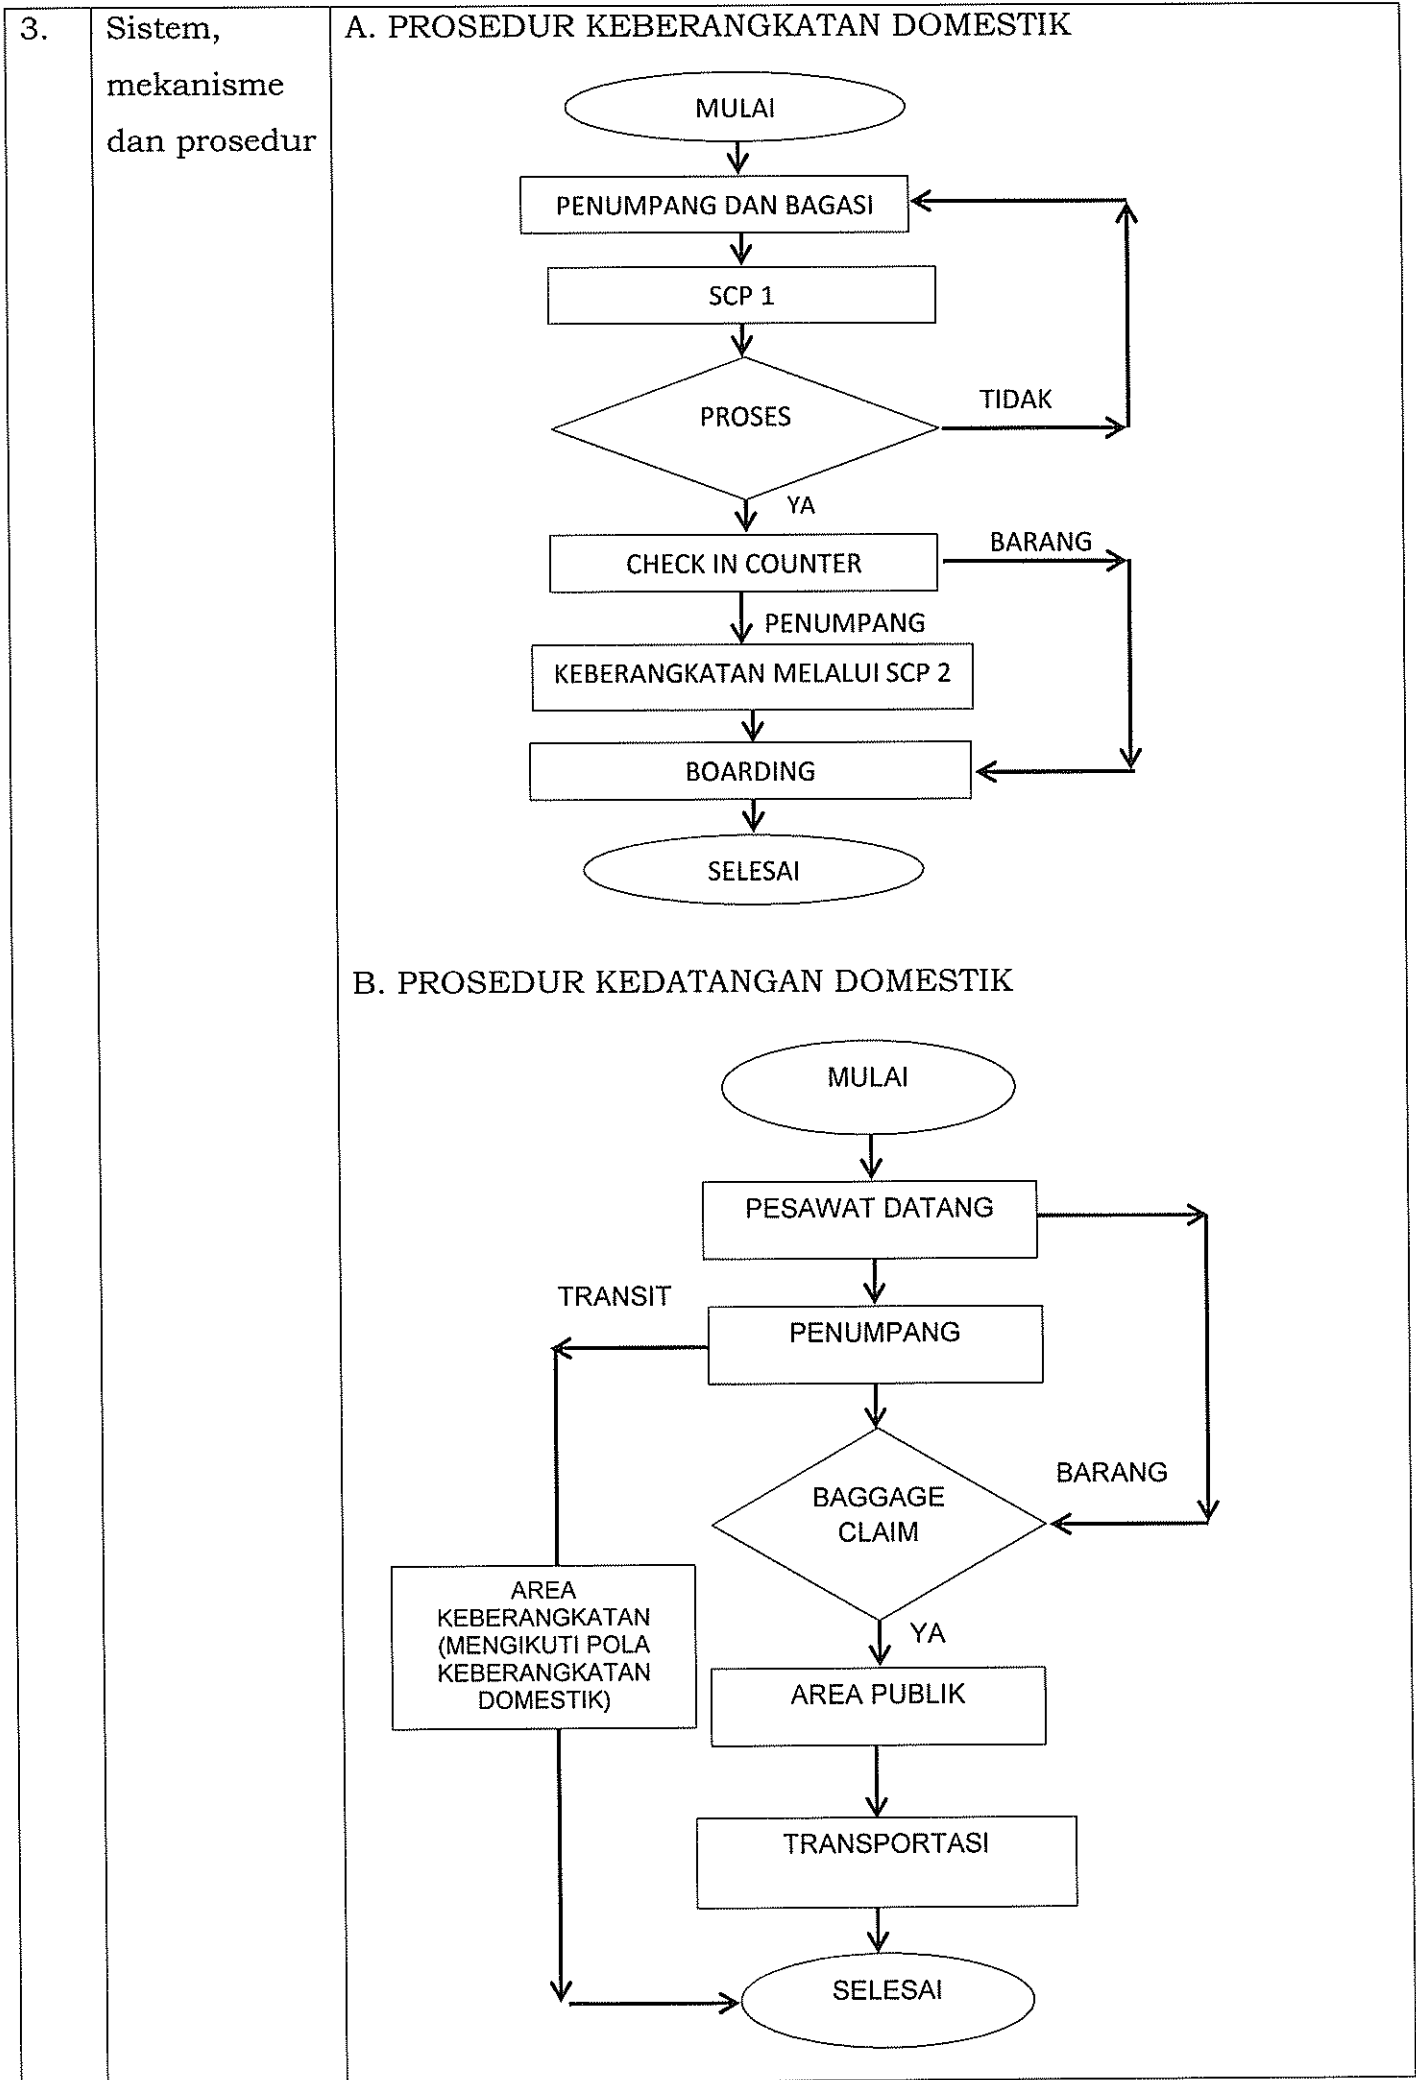 3.
Sistem,
mekanisme
dan prosedur
A. PROSEDUR KEBERANGKATAN DOMESTIK
MULAI
PENUMPANG DAN BAGASI
SCP 1
PROSES
TIDAK
YA
CHECK IN COUNTER
BARANG
PENUMPANG
KEBERANGKATAN MELALUI SCP 2
BOARDING
SELESAI
B. PROSEDUR KEDATANGAN DOMESTIK
MULAI
PESAWAT DATANG
TRANSIT
PENUMPANG
BAGGAGE
CLAIM
BARANG
AREA
KEBERANGKATAN
(MENGIKUTI POLA
KEBERANGKATAN
DOMESTIK)
YA
AREA PUBLIK
TRANSPORTASI
SELESAI